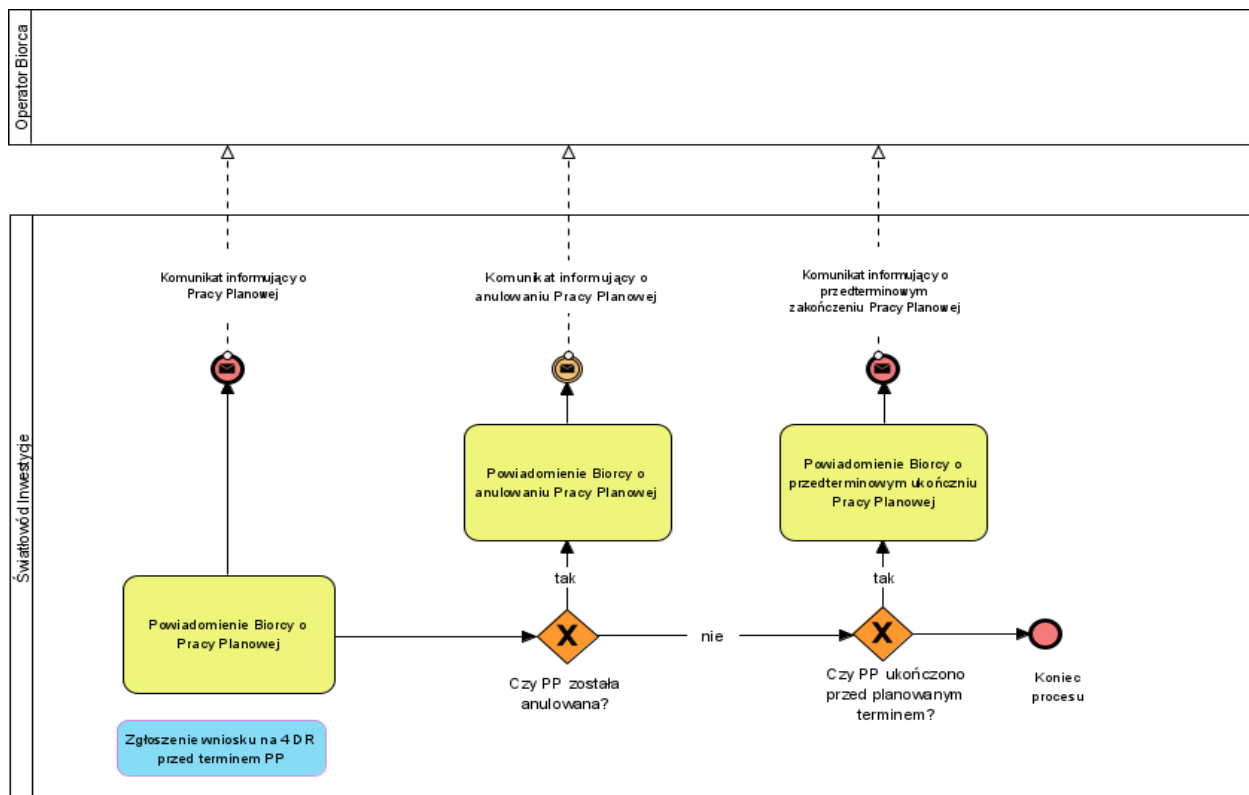 Operator Biorca
Światłowód Inwestycje
Komunikat informujący o
Pracy Planowej
Komunikat informujący o
anulowaniu Pracy Planowej
Komunikat informujący o
przedterminowym
zakończeniu Pracy Planowej
Powiadomienie Biorcy o
anulowaniu Pracy Planowej
Powiadomienie Biorcy o
przedterminowym ukończniu
Pracy Planowej
tak
tak
Powiadomienie Biorcy o
Pracy Planowej
X
nie
X
Czy PP została
anulowana?
Czy PP ukończono
przed planowanym
terminem?
Koniec
procesu
Zgłoszenie wniosku na 4 DR
przed terminem PP